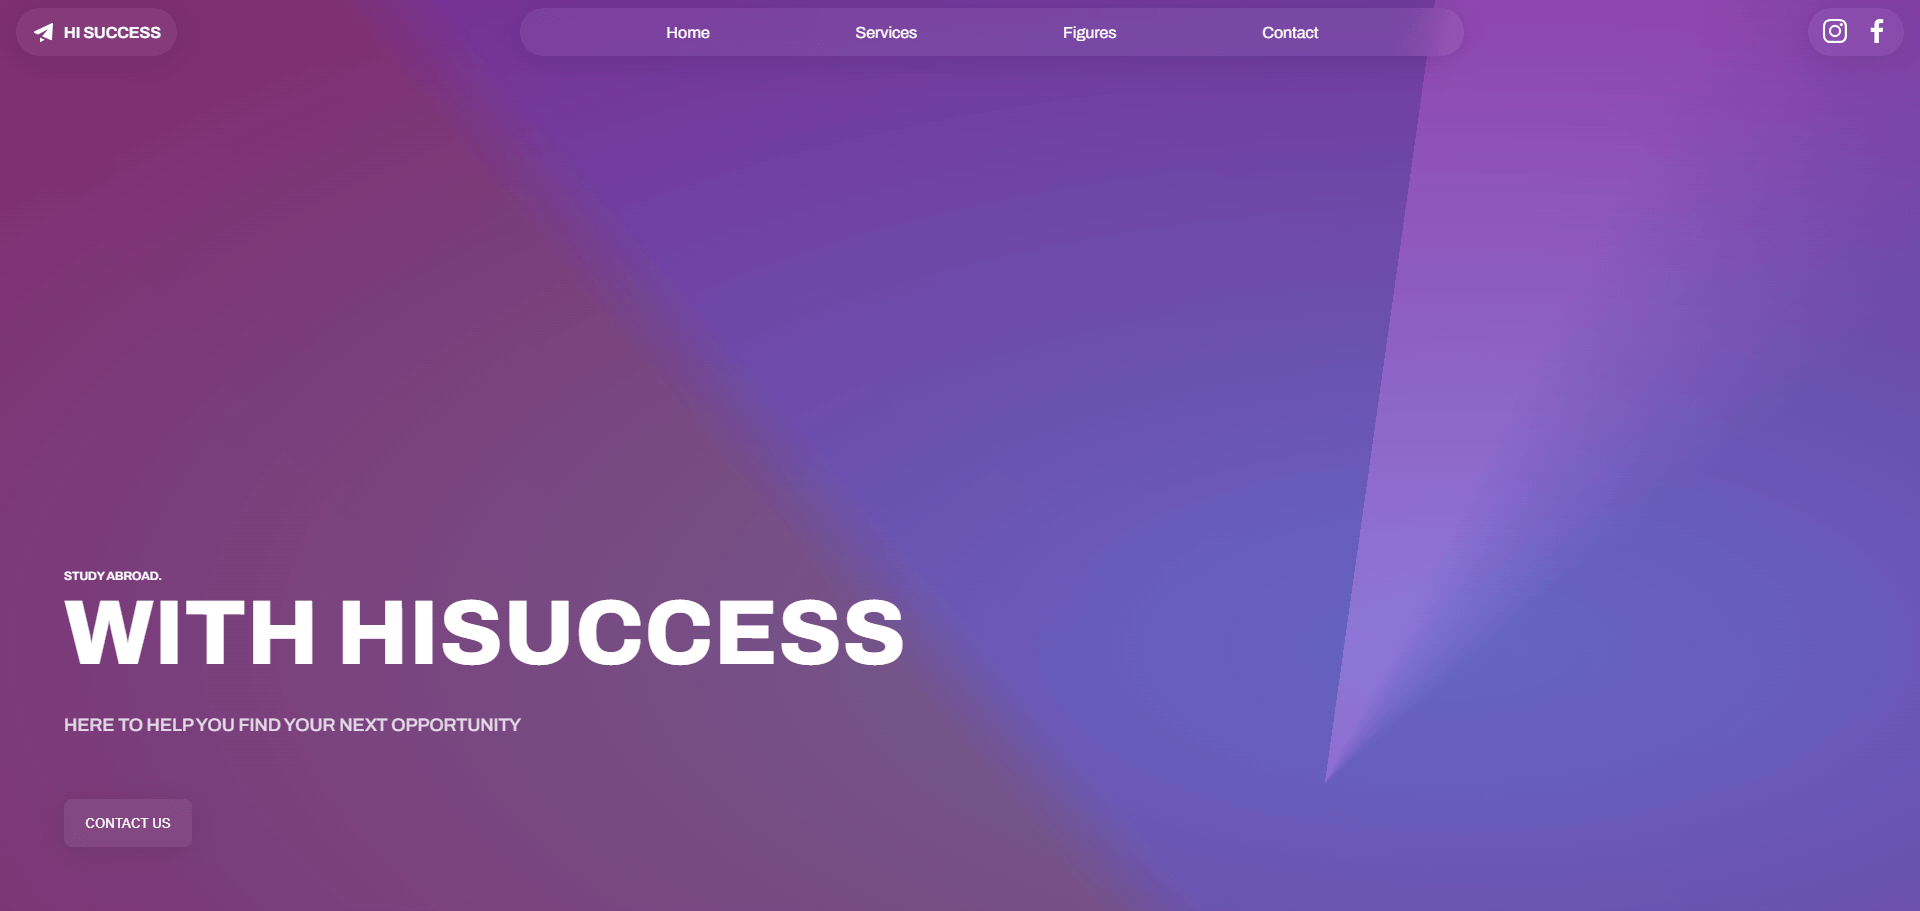 HI SUCCESS
Home
Services
Figures
Contact
STUDY ABROAD.
WITH HISUCCESS
HERE TO HELP YOU FIND YOUR NEXT OPPORTUNITY
CONTACT US